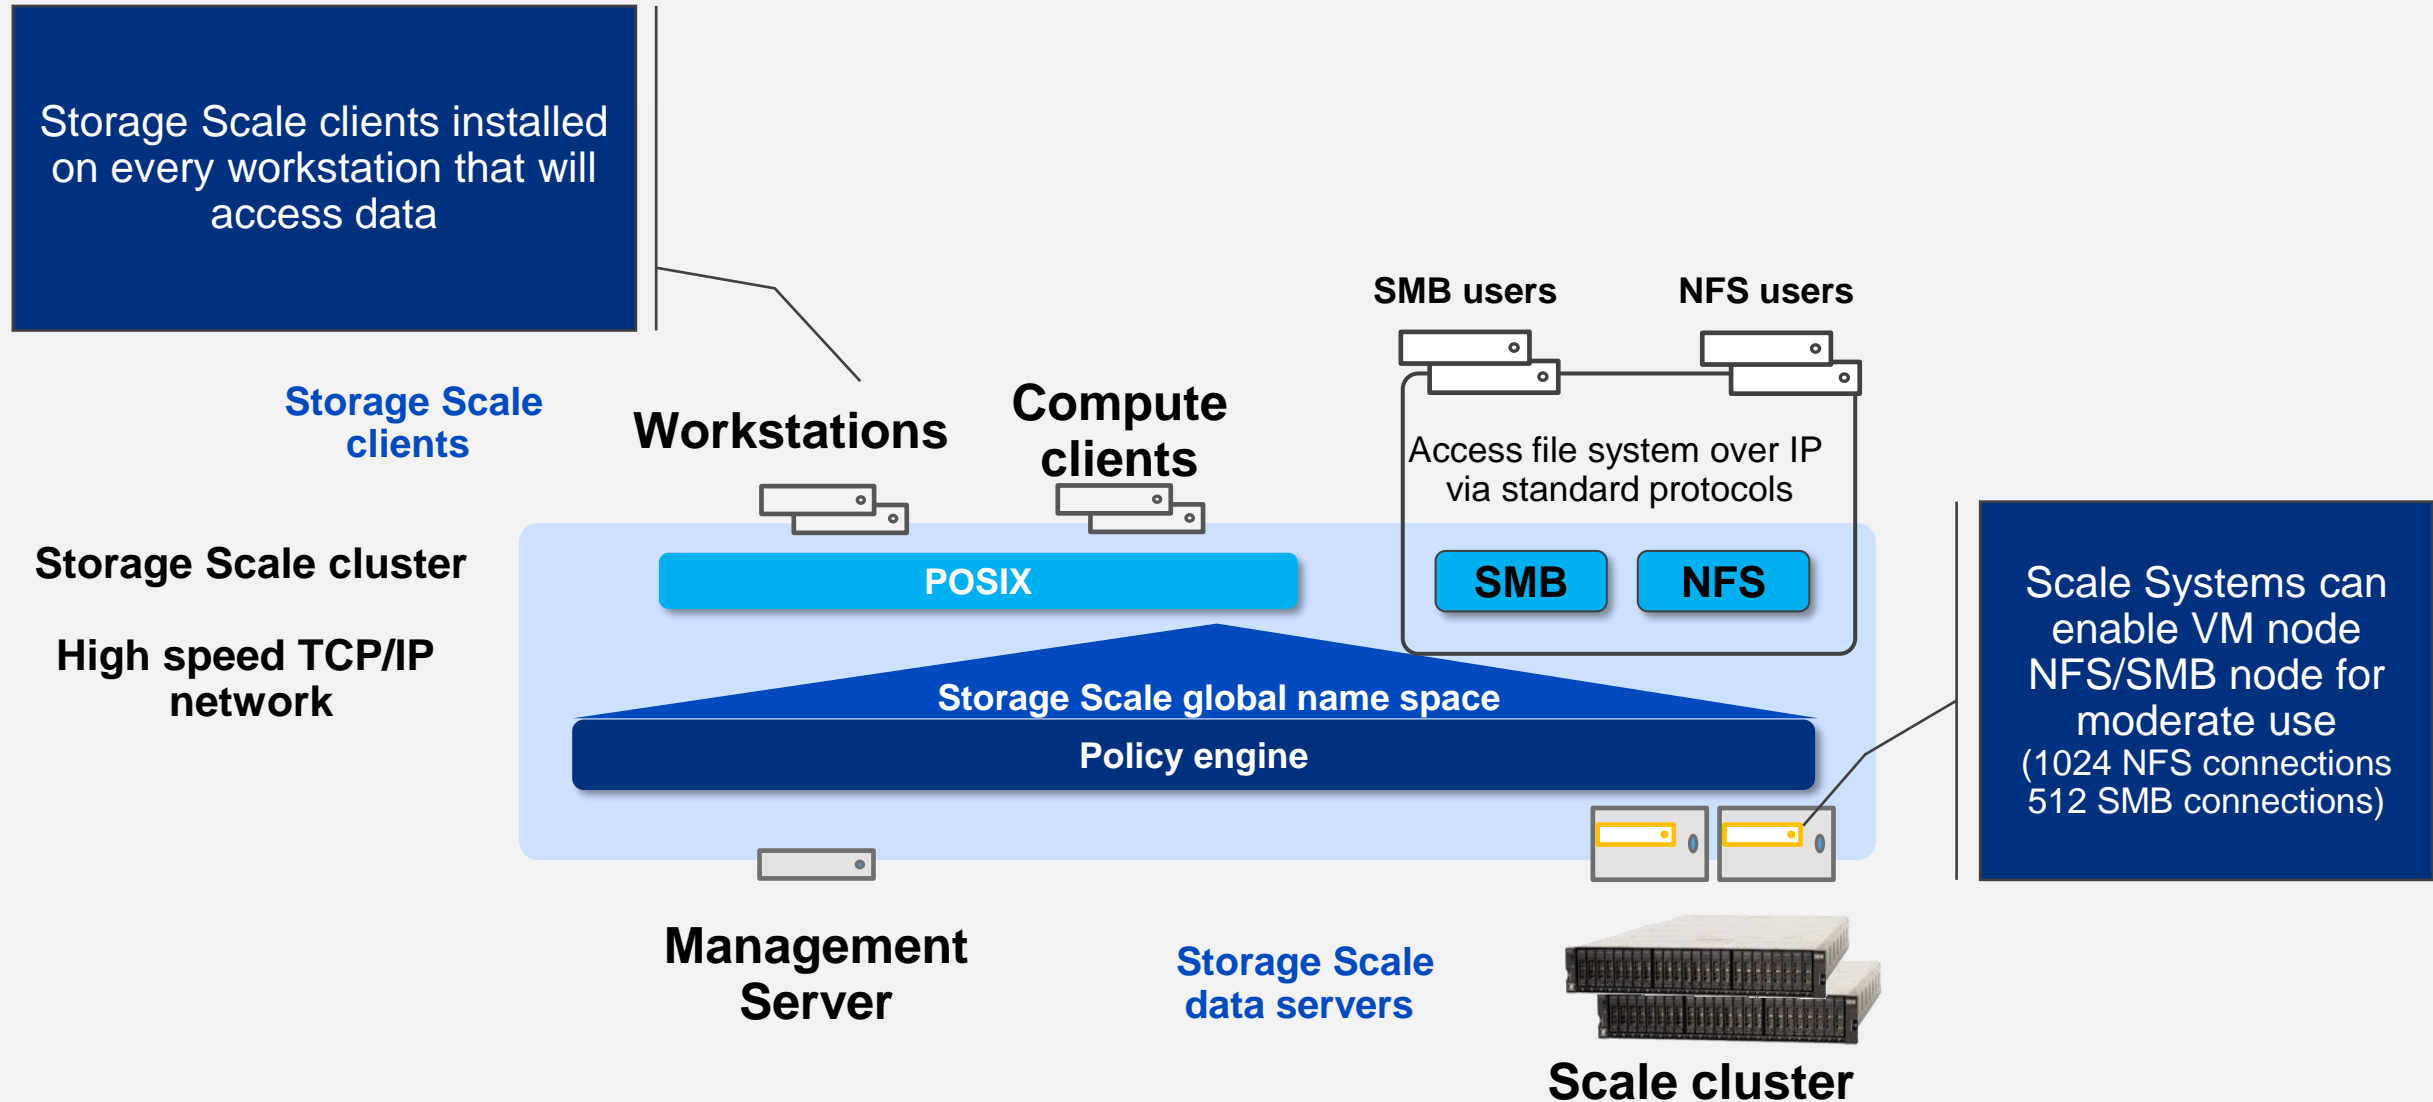 Storage Scale clients installed
on every workstation that will
access data
SMB users
NFS users
Storage Scale
clients
Workstations
Compute
clients
Access file system over IP
via standard protocols
Storage Scale cluster
High speed TCP/IP
network
POSIX
SMB
NFS
Storage Scale global name space
Policy engine
Scale Systems can
enable VM node
NFS/SMB node for
moderate use
(1024 NFS connections
512 SMB connections)
Management
Server
Storage Scale
data servers
Scale cluster